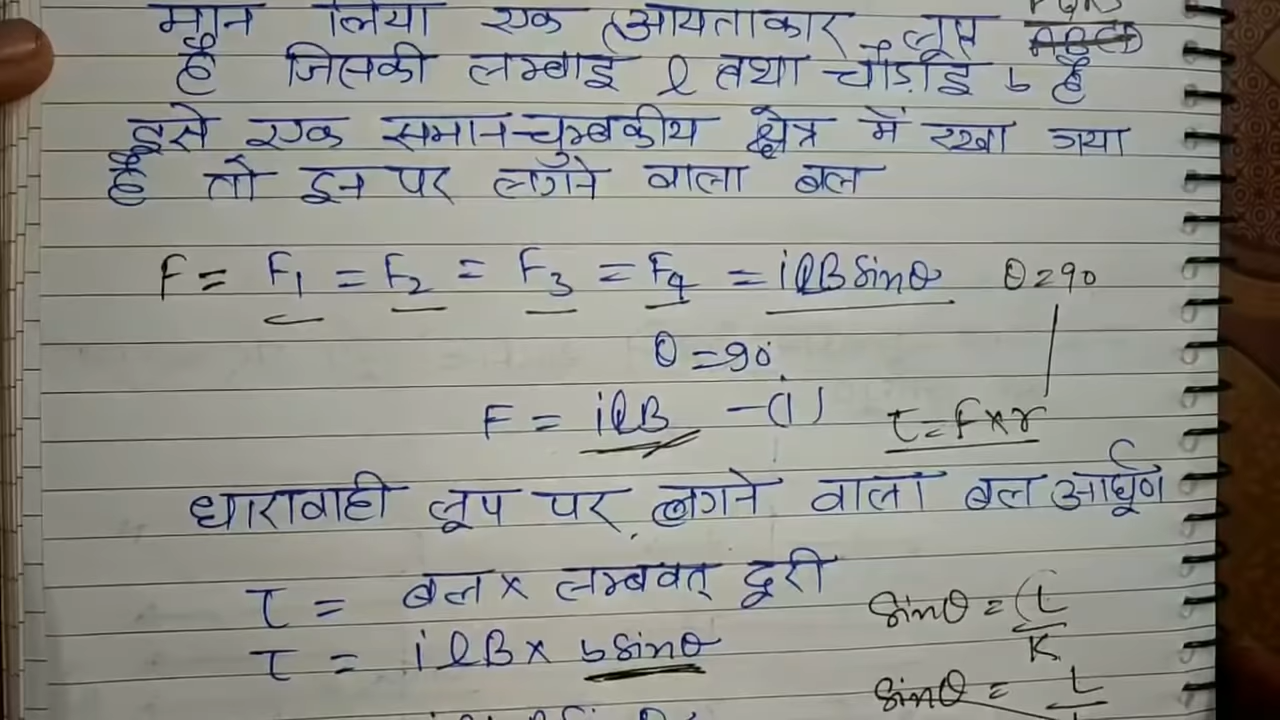 मान लिया एक आयताकार लूप PQRS
है जिसकी लम्बाई l तथा चौड़ाई b है
इसे एक समान चुम्बकीय क्षेत्र में रखा गया
है तो इन पर लगने वाला बल
F = F1 = F2 = F3 = F4 = ilB sinθ θ=90
θ=90
F = ilB -(1) τ=F×r
धारावाही लूप पर लगने वाला बल आर्घूण
τ = बल × लम्बवत् दूरी
τ = ilB × b sinθ
sinθ = L/K
sinθ = L